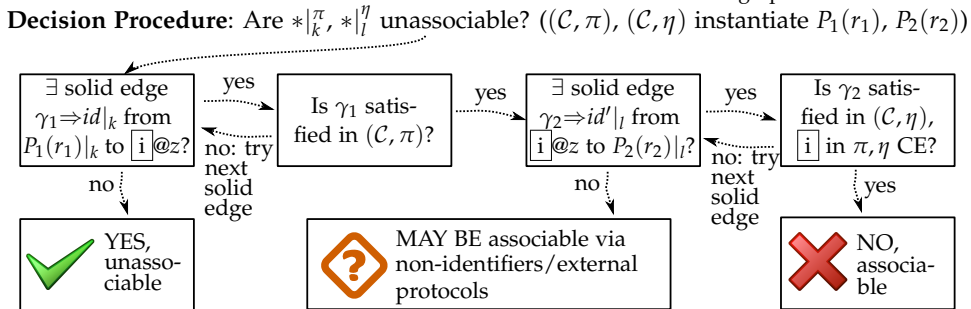 Decision Procedure: Are ∗|ₖ^π, ∗|ₗ^η unassociable? ((𝒞, π), (𝒞, η) instantiate P₁(r₁), P₂(r₂))
∃ solid edge
γ₁⇒id|ₖ from
P₁(r₁)|ₖ to i @z?
yes
no: try
next
solid
edge
Is γ₁ satis-
fied in (𝒞, π)?
yes
∃ solid edge
γ₂⇒id′|ₗ from
i @z to P₂(r₂)|ₗ?
yes
no: try
next
solid
edge
Is γ₂ satis-
fied in (𝒞, η),
i in π, η CE?
no
no
yes
YES,
unasso-
ciable
MAY BE associable via
non-identifiers/external
protocols
NO,
associa-
ble